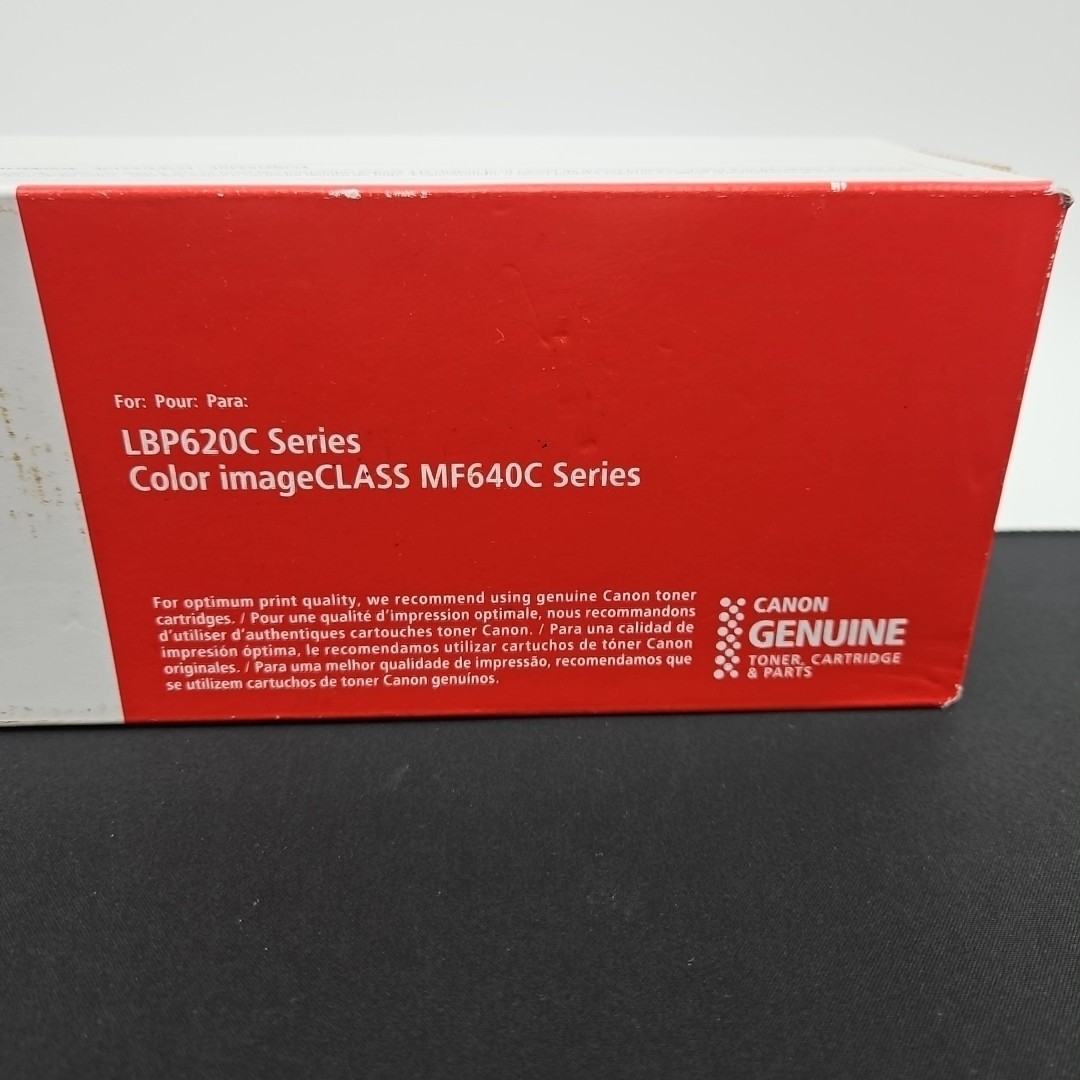 For: Pour: Para:
LBP620C Series
Color imageCLASS MF640C Series
For optimum print quality, we recommend using genuine Canon toner
cartridges. / Pour une qualité d'impression optimale, nous recommandons
d'utiliser d'authentiques cartouches toner Canon. / Para una calidad de
impresión óptima, le recomendamos utilizar cartuchos de tóner Canon
originales. / Para uma melhor qualidade de impressão, recomendamos que
se utilizem cartuchos de toner Canon genuínos.
CANON
GENUINE
TONER, CARTRIDGE
& PARTS